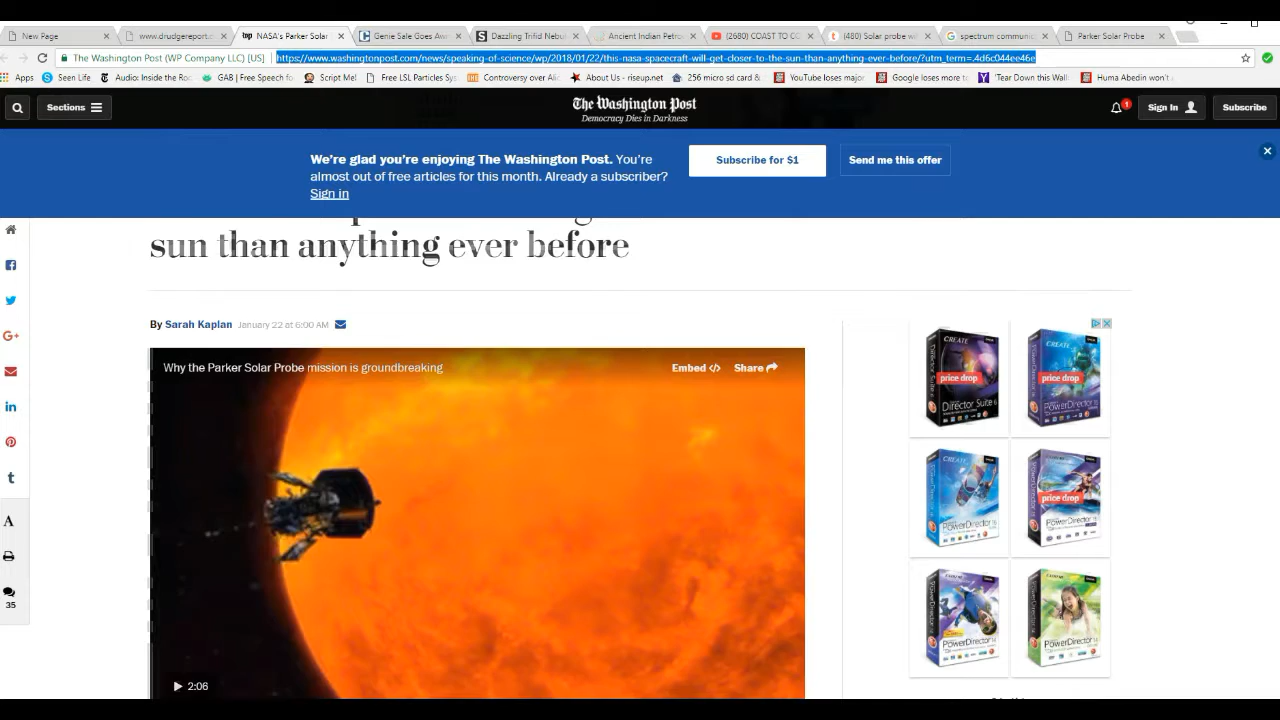 New Page
www.drudgereport.
wp NASA's Parker Solar
Genie Sale Goes Aw
Dazzling Trifid Nebul
Ancient Indian Petro
(2680) COAST TO CO
(480) Solar probe wi
spectrum communic
Parker Solar Probe
The Washington Post (WP Company LLC) [US]
https://www.washingtonpost.com/news/speaking-of-science/wp/2018/01/22/this-nasa-spacecraft-will-get-closer-to-the-sun-than-anything-ever-before/?utm_term=.4d6c044ee46e
Apps
Seen Life
Audio: Inside the Ro
GAB | Free Speech fo
Script Me!
Free LSL Particles Sy
Controversy over Ali
About Us - riseup.net
256 micro sd card &
YouTube loses major
Google loses more t
'Tear Down this Wall
Huma Abedin won't
Sections
The Washington Post
Democracy Dies in Darkness
1
Sign In
Subscribe
We're glad you're enjoying The Washington Post. You're
almost out of free articles for this month. Already a subscriber?
Sign in
Subscribe for $1
Send me this offer
sun than anything ever before
By Sarah Kaplan January 22 at 6:00 AM
Why the Parker Solar Probe mission is groundbreaking
Embed
Share
2:06
A
35
CREATE
price drop
Director Suite
CREATE
price drop
PowerDirector
CREATE
PowerDirector
CREATE
price drop
PowerDirector
PowerDirector
PowerDirector